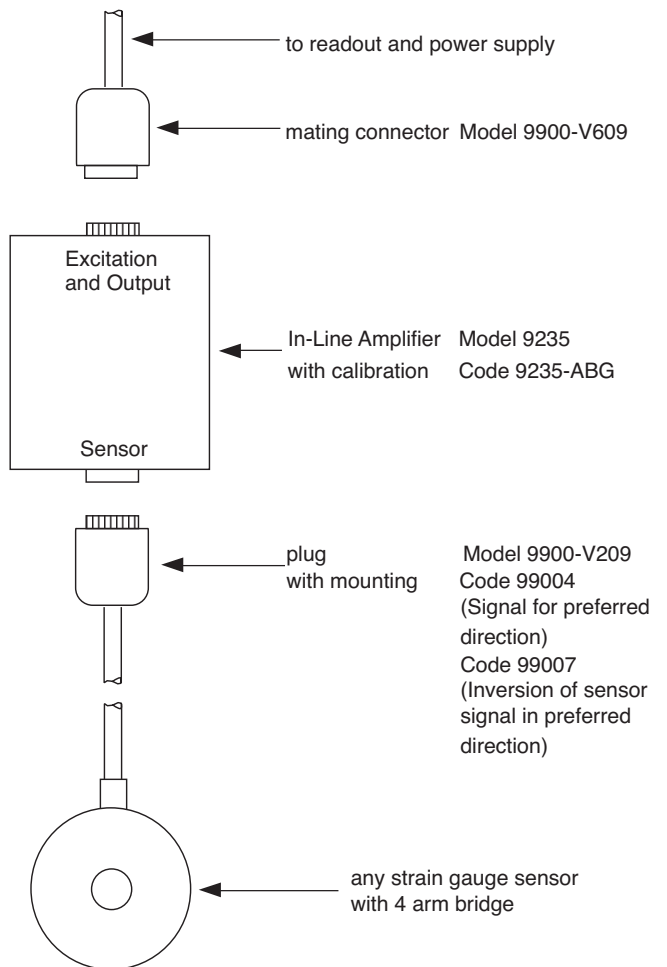 to readout and power supply
mating connector Model 9900-V609
Excitation
and Output
In-Line Amplifier Model 9235
with calibration Code 9235-ABG
Sensor
plug Model 9900-V209
with mounting Code 99004
(Signal for preferred
direction)
Code 99007
(Inversion of sensor
signal in preferred
direction)
any strain gauge sensor
with 4 arm bridge